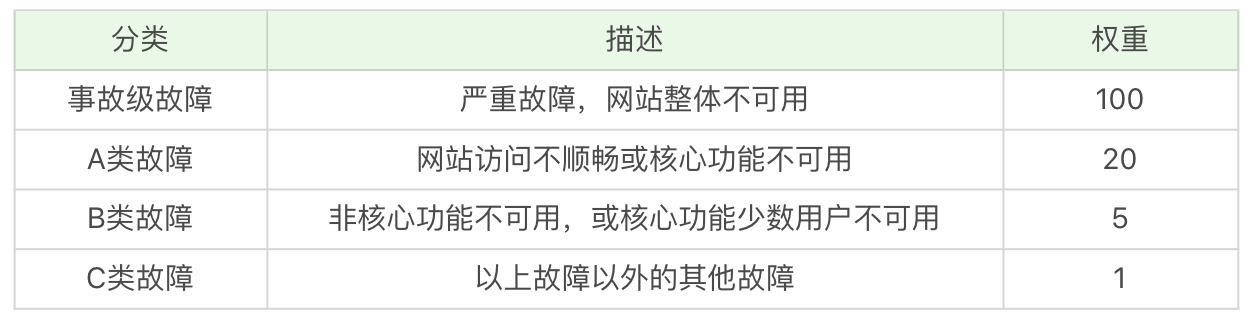 分类 描述 权重
事故级故障 严重故障，网站整体不可用 100
A类故障 网站访问不顺畅或核心功能不可用 20
B类故障 非核心功能不可用，或核心功能少数用户不可用 5
C类故障 以上故障以外的其他故障 1